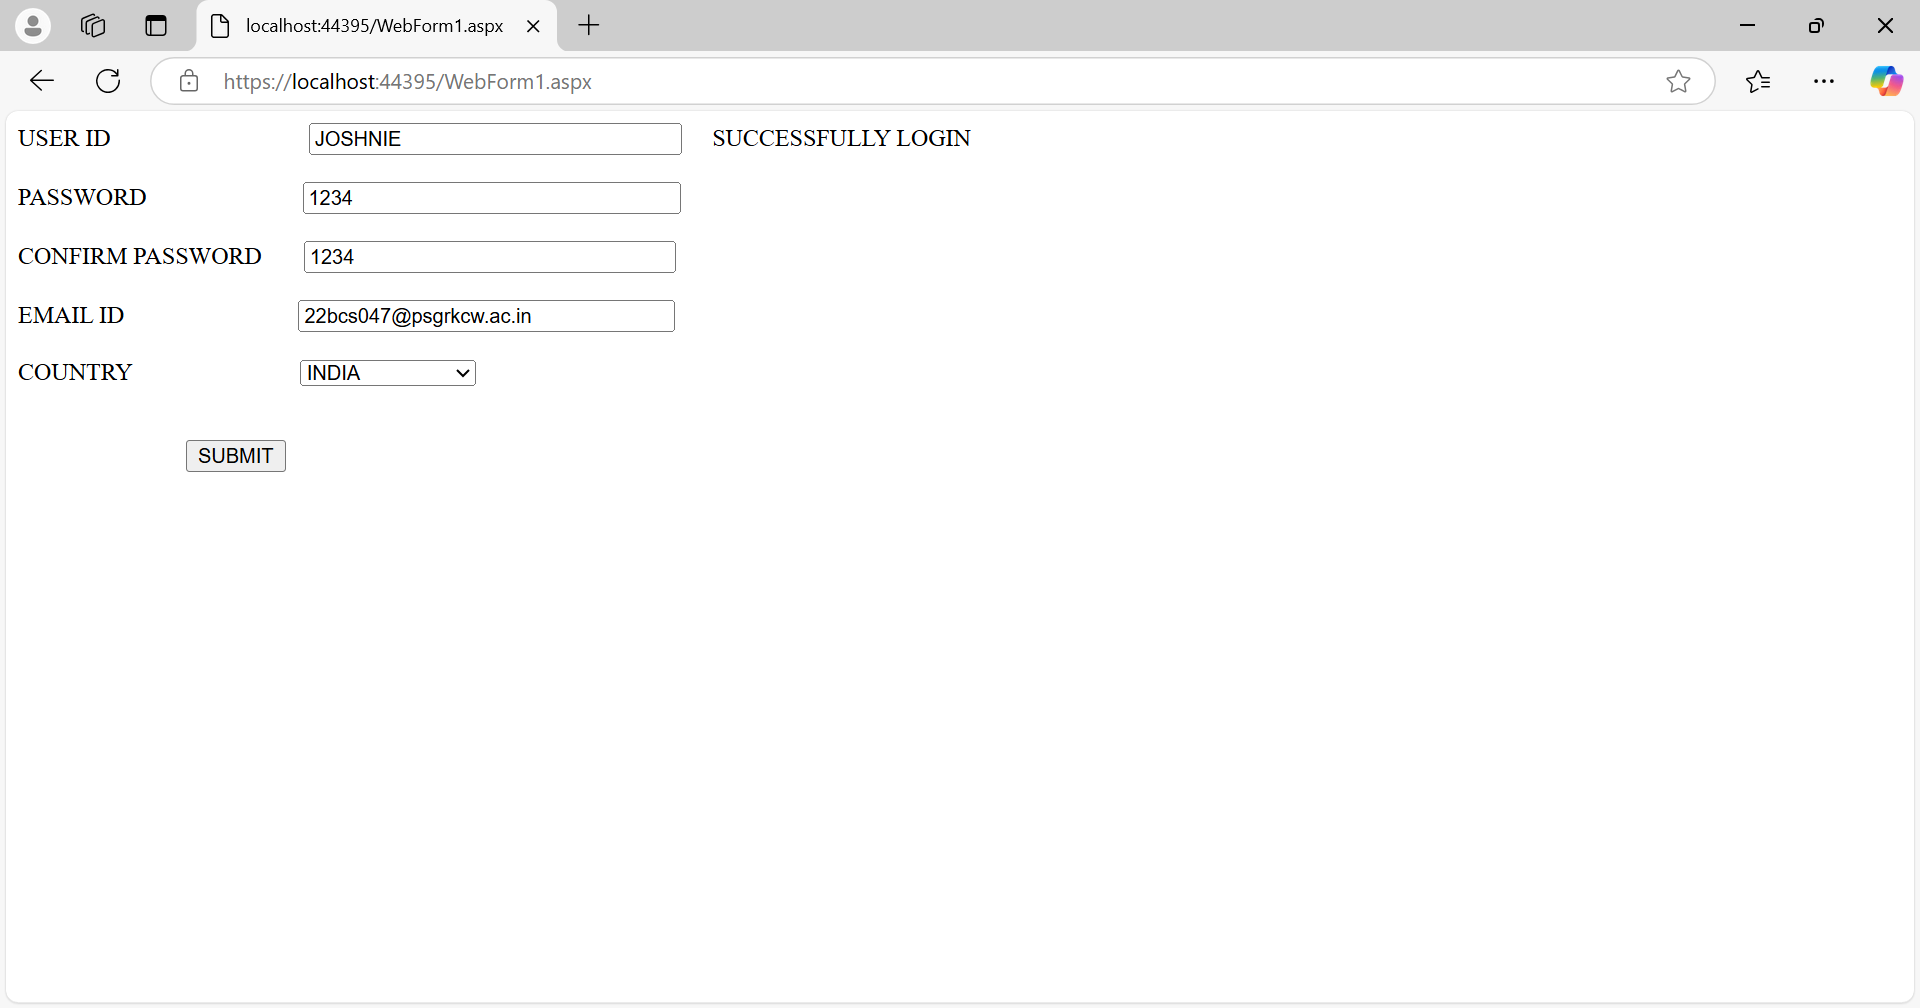 localhost:44395/WebForm1.aspx
https://localhost:44395/WebForm1.aspx
USER ID JOSHNIE SUCCESSFULLY LOGIN
PASSWORD 1234
CONFIRM PASSWORD 1234
EMAIL ID 22bcs047@psgrkcw.ac.in
COUNTRY INDIA
SUBMIT